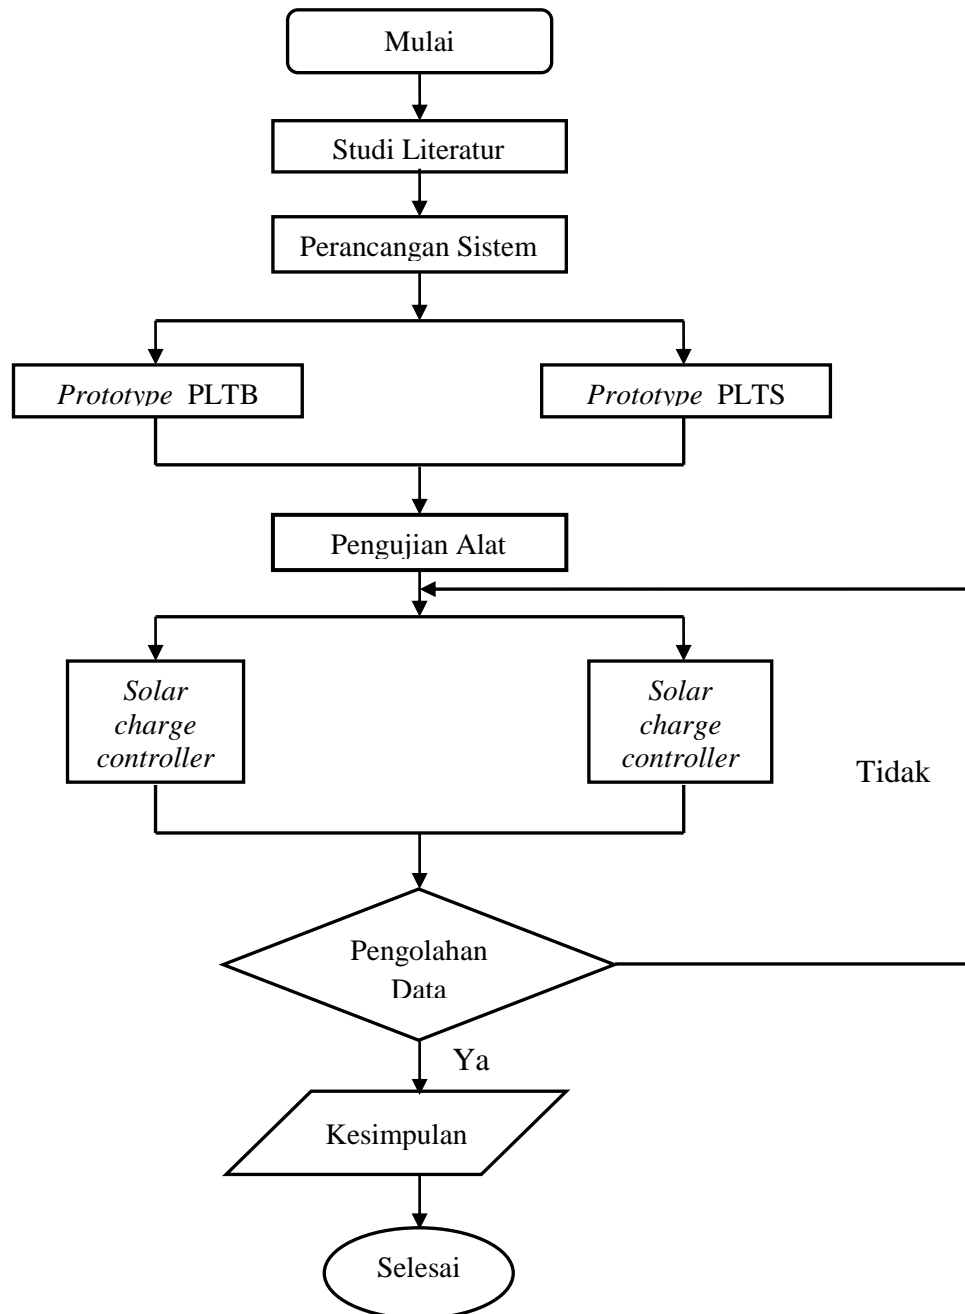 Mulai
Studi Literatur
Perancangan Sistem
Prototype PLTB
Prototype PLTS
Pengujian Alat
Solar
charge
controller
Solar
charge
controller
Tidak
Pengolahan
Data
Ya
Kesimpulan
Selesai